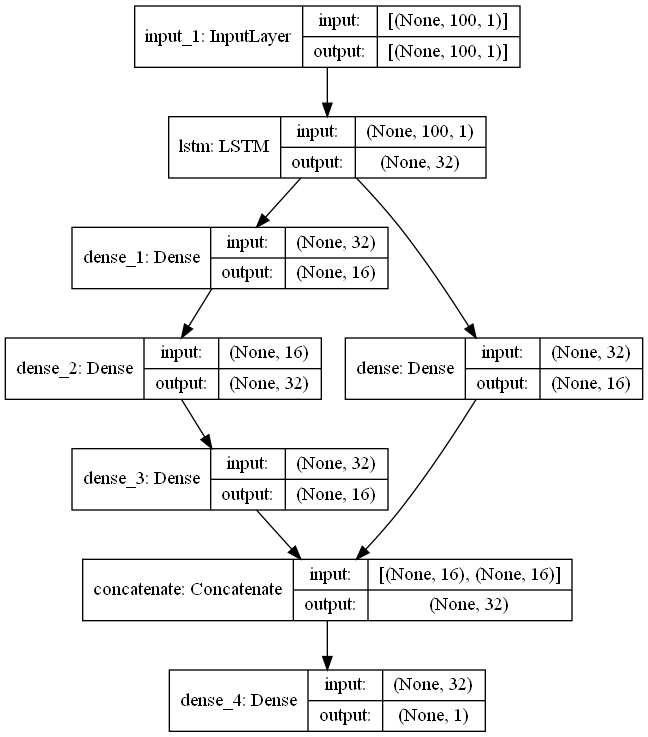 input_1: InputLayer
input:
[(None, 100, 1)]
output:
[(None, 100, 1)]
lstm: LSTM
input:
(None, 100, 1)
output:
(None, 32)
dense_1: Dense
input:
(None, 32)
output:
(None, 16)
dense_2: Dense
input:
(None, 16)
output:
(None, 32)
dense: Dense
input:
(None, 32)
output:
(None, 16)
dense_3: Dense
input:
(None, 32)
output:
(None, 16)
concatenate: Concatenate
input:
[(None, 16), (None, 16)]
output:
(None, 32)
dense_4: Dense
input:
(None, 32)
output:
(None, 1)